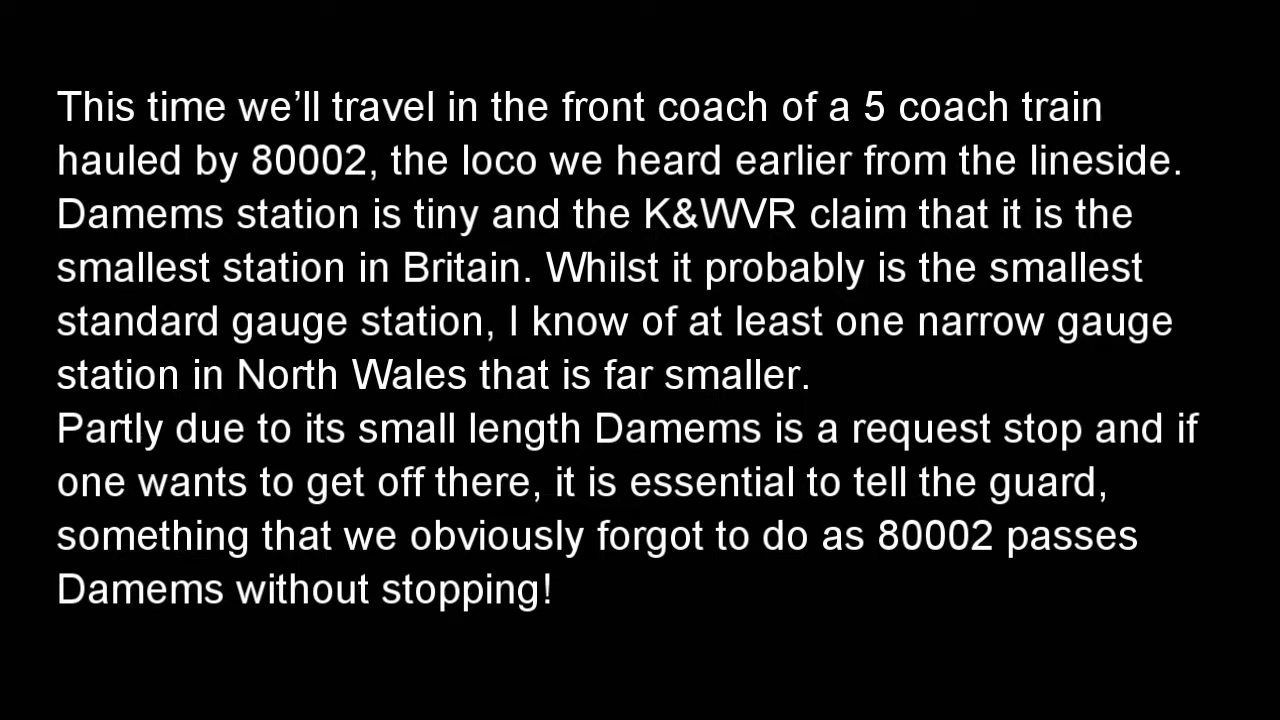 This time we’ll travel in the front coach of a 5 coach train
hauled by 80002, the loco we heard earlier from the lineside.
Damems station is tiny and the K&WVR claim that it is the
smallest station in Britain. Whilst it probably is the smallest
standard gauge station, I know of at least one narrow gauge
station in North Wales that is far smaller.
Partly due to its small length Damems is a request stop and if
one wants to get off there, it is essential to tell the guard,
something that we obviously forgot to do as 80002 passes
Damems without stopping!